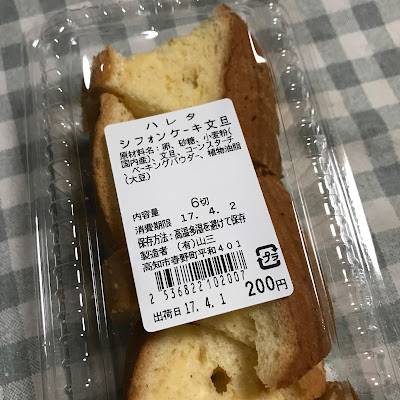 ハレタ
シフォンケーキ文旦
原材料名：卵、砂糖、小麦粉(
国内産)、文旦、コーンスターチ
、ベーキングパウダー、植物油脂
(大豆)
内容量 6切
消費期限 17.4.2
保存方法：高温多湿を避けて保存
製造者 (有)山三
高知市春野町平和401
プラ
2536822102007
200円
出荷日 17.4.1